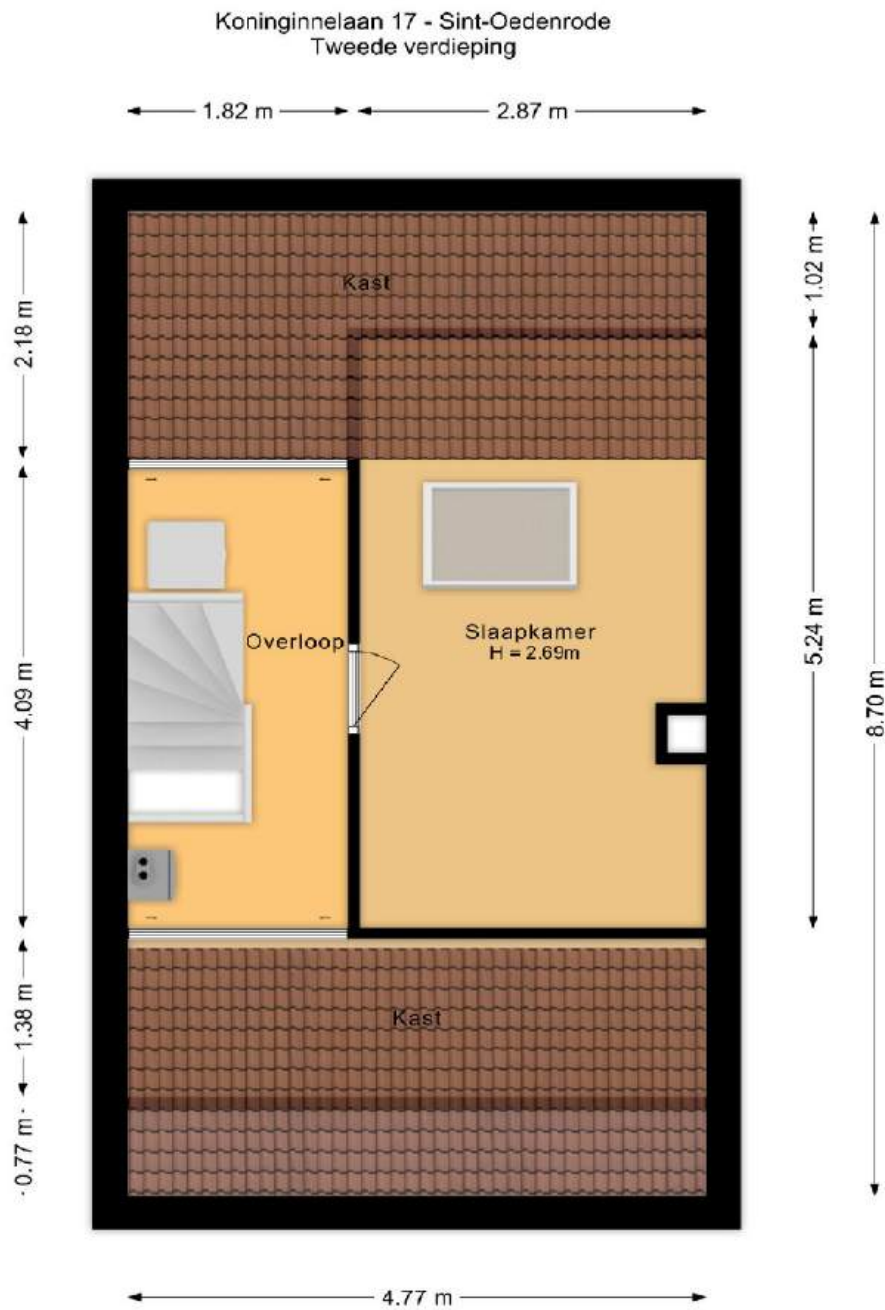 Koninginnelaan 17 - Sint-Oedenrode
Tweede verdieping
1.82 m
2.87 m
2.18 m
1.02 m
Kast
Overloop
Slaapkamer
H = 2.69m
5.24 m
4.09 m
8.70 m
1.38 m
Kast
0.77 m
4.77 m